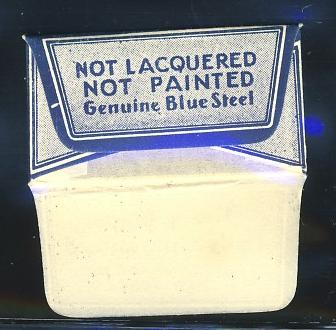 NOT LACQUERED
NOT PAINTED
Genuine Blue Steel